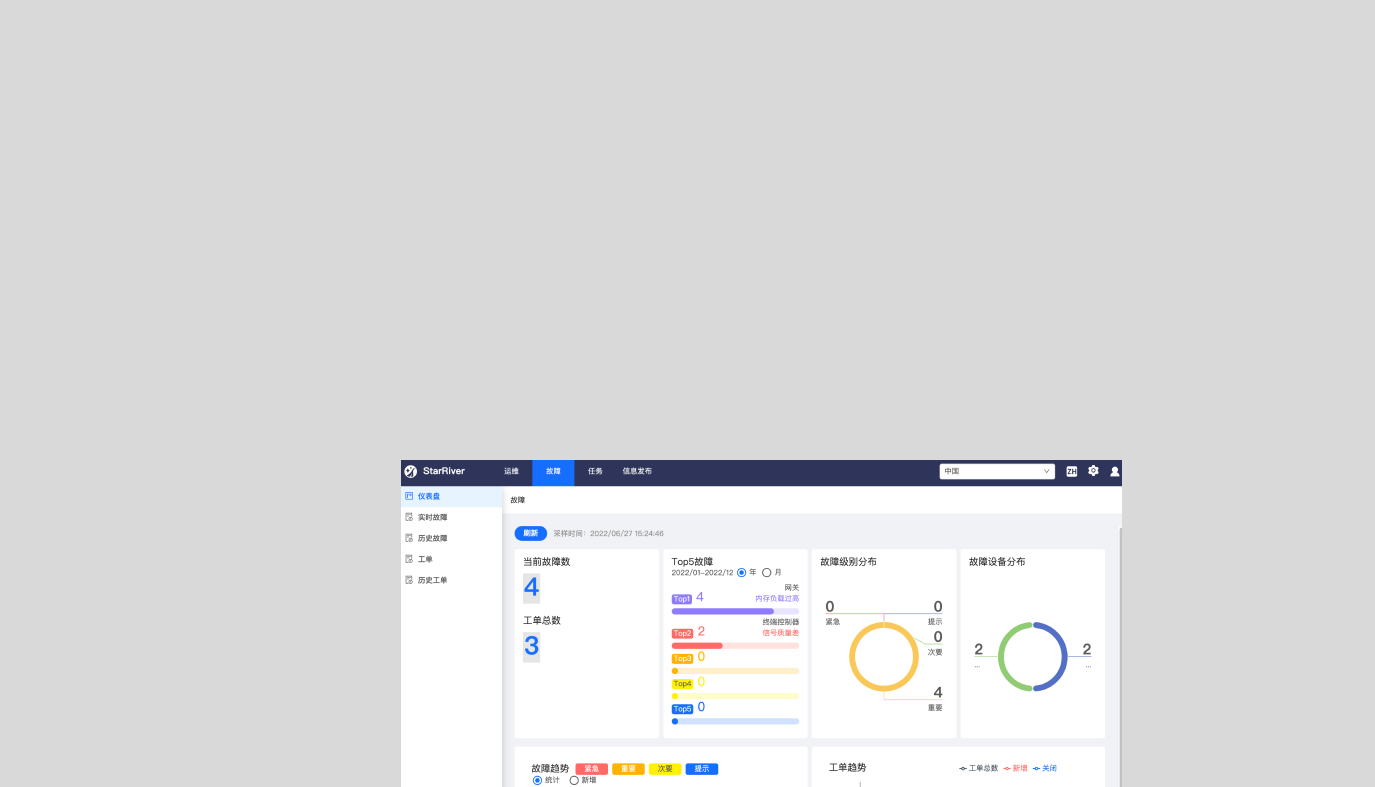 StarRiver 运维 故障 任务 信息发布 中国 ZH
仪表盘
实时故障
历史故障
工单
历史工单
故障
刷新 采样时间: 2022/06/27 15:24:46
当前故障数
4
工单总数
3
Top5故障
2022/01~2022/12 年 月
网关
Top1 4 内存负载过高
终端控制器
Top2 2 信号质量差
Top3 0
Top4 0
Top5 0
故障级别分布
0 0
紧急 提示
0
次要
4
重要
故障设备分布
2 2
... ...
故障趋势 紧急 重要 次要 提示
统计 新增
工单趋势 工单总数 新增 关闭